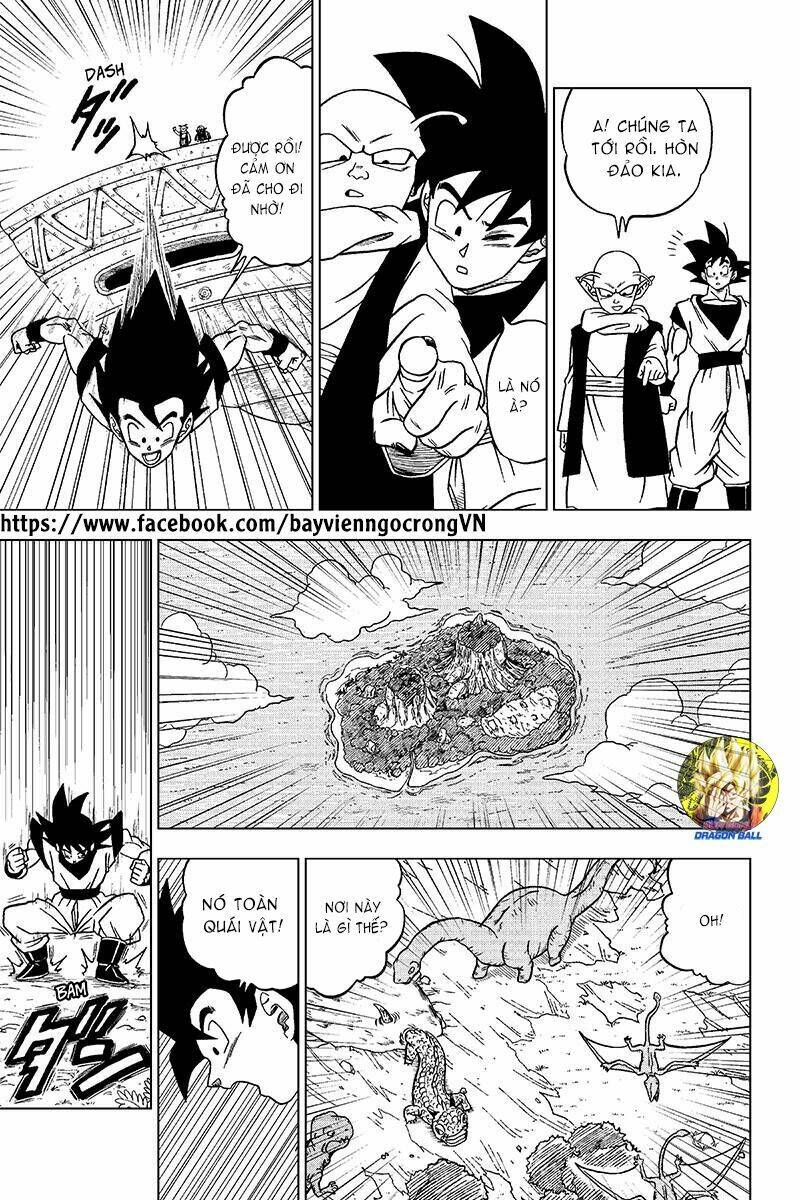 A! CHÚNG TA
TỚI RỒI. HÒN
ĐẢO KIA.
LÀ NÓ
À?
DASH
ダッ
ĐƯỢC RỒI!
CẢM ƠN
ĐÃ CHO ĐI
NHỜ!
https://www.facebook.com/bayvienngocrongVN
DRAGON BALL
OH!
NƠI NÀY
LÀ GÌ THẾ?
NÓ TOÀN
QUÁI VẬT!
BAM
ダン